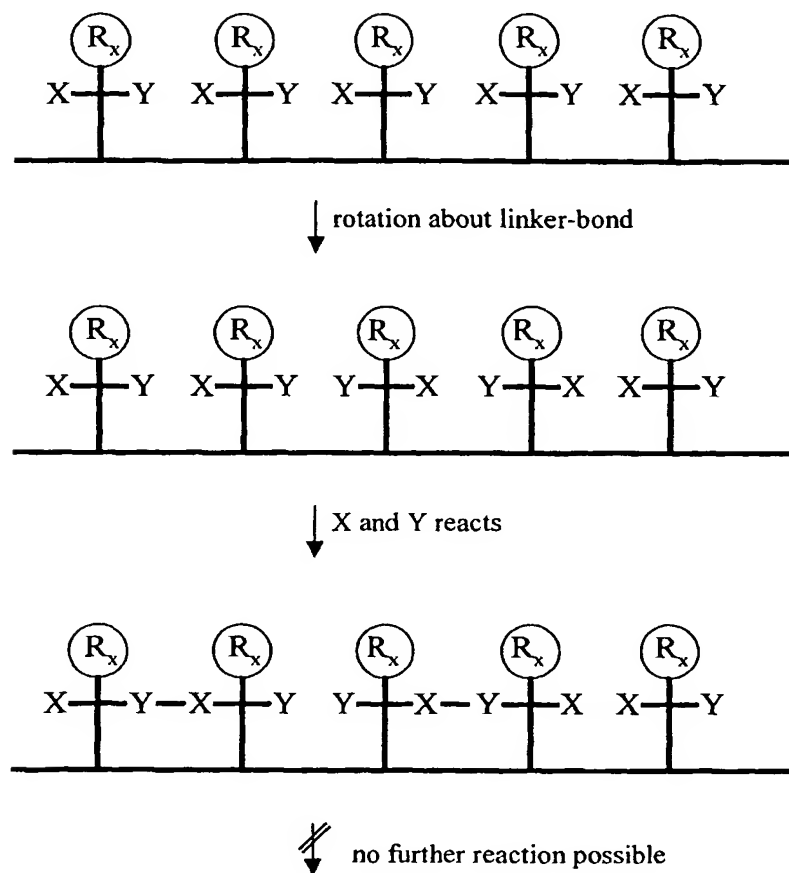 Rx Rx Rx Rx Rx
X Y X Y X Y X Y X Y
rotation about linker-bond
Rx Rx Rx Rx Rx
X Y X Y Y X Y X X Y
X and Y reacts
Rx Rx Rx Rx Rx
X Y X Y Y X Y X X Y
no further reaction possible